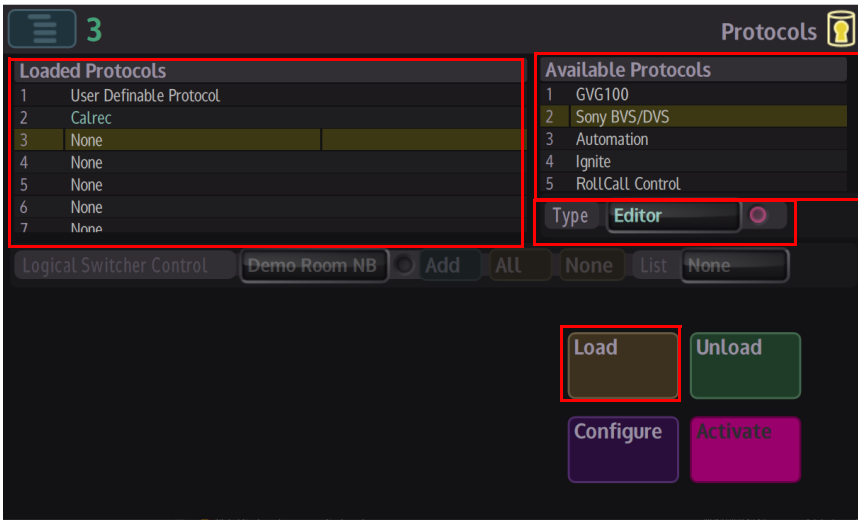 3
Protocols
Loaded Protocols
1 User Definable Protocol
2 Calrec
3 None
4 None
5 None
6 None
7 None
Available Protocols
1 GVG100
2 Sony BVS/DVS
3 Automation
4 Ignite
5 RollCall Control
Type Editor
Logical Switcher Control Demo Room NB Add All None List None
Load Unload
Configure Activate